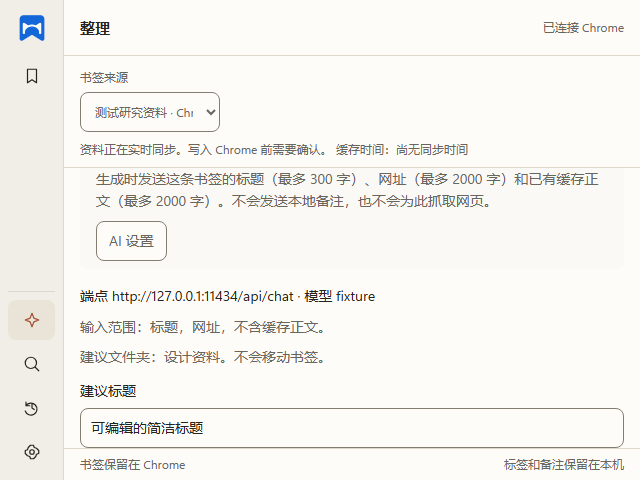 整理
已连接 Chrome
书签来源
测试研究资料 · Chr
资料正在实时同步。写入 Chrome 前需要确认。 缓存时间：尚无同步时间
生成时发送这条书签的标题（最多 300 字）、网址（最多 2000 字）和已有缓存正
文（最多 2000 字）。不会发送本地备注，也不会为此抓取网页。
AI 设置
端点 http://127.0.0.1:11434/api/chat · 模型 fixture
输入范围：标题，网址，不含缓存正文。
建议文件夹：设计资料。不会移动书签。
建议标题
可编辑的简洁标题
书签保留在 Chrome
标签和备注保留在本机